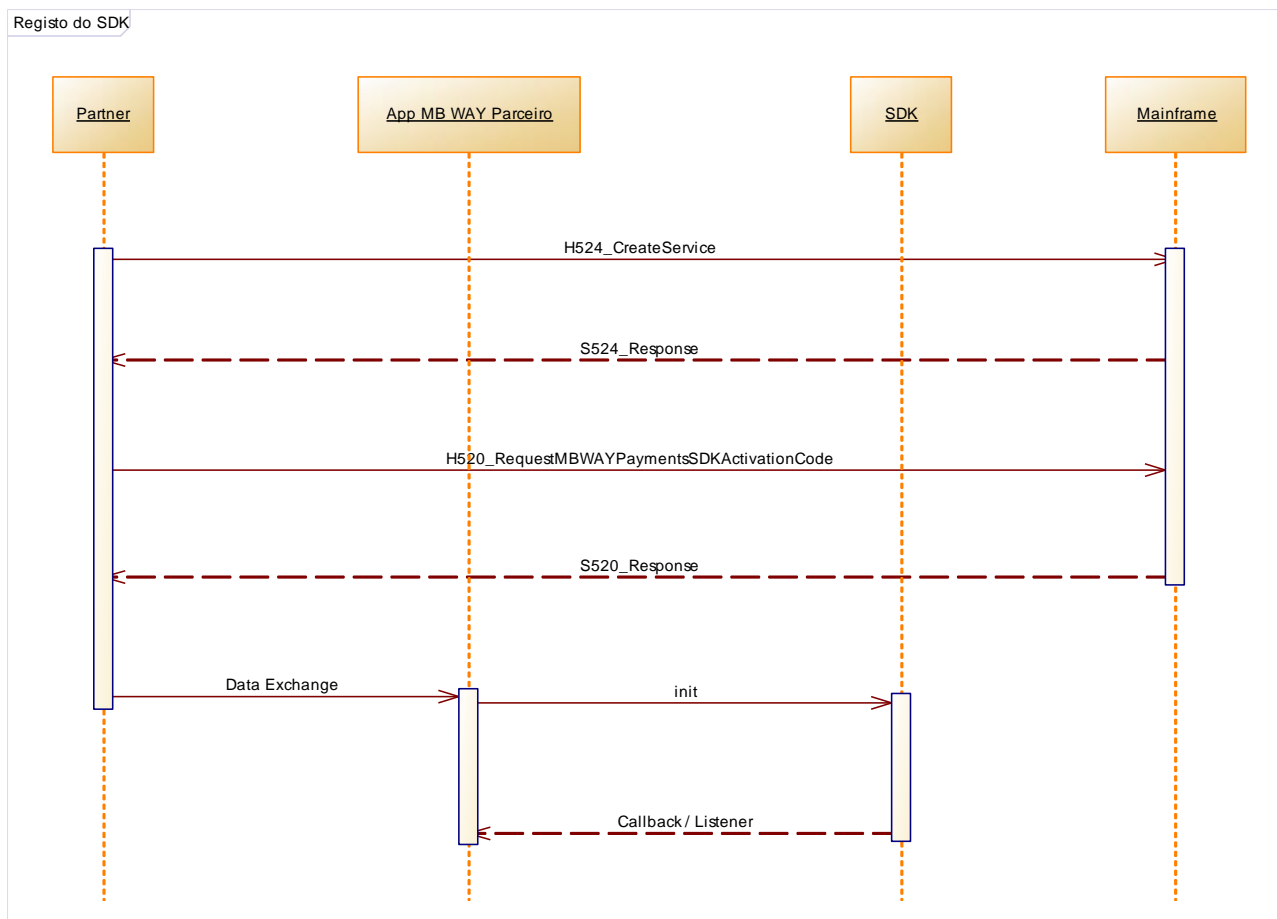 Registo do SDK
Partner
App MB WAY Parceiro
SDK
Mainframe
H524_CreateService
S524_Response
H520_RequestMBWAYPaymentsSDKActivationCode
S520_Response
Data Exchange
init
Callback / Listener